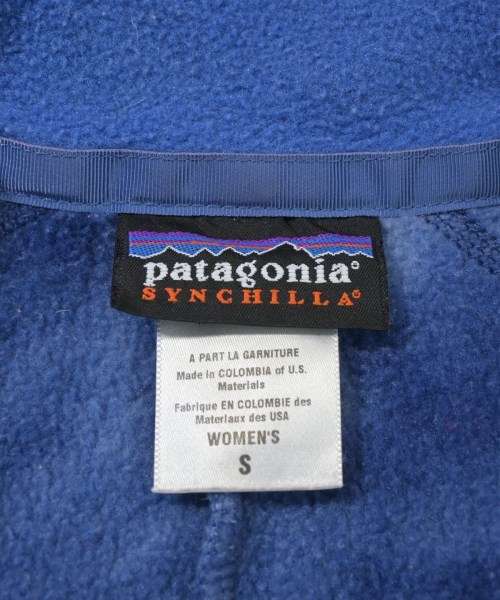 patagonia®
SYNCHILLA®
A PART LA GARNITURE
Made in COLOMBIA of U.S.
Materials
Fabrique EN COLOMBIE des
Materiaux des USA
WOMEN'S
S